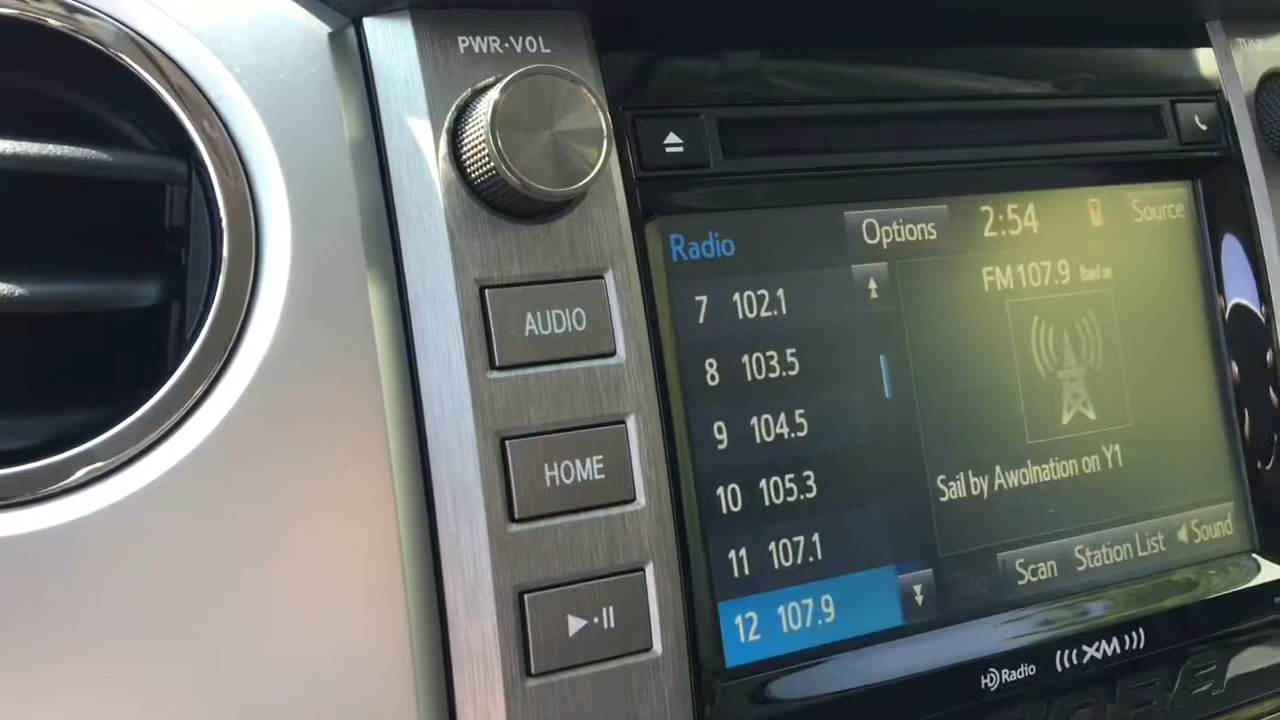 PWR·VOL
AUDIO
HOME
Radio
Options
2:54
Source
FM 107.9
7 102.1
8 103.5
9 104.5
10 105.3
11 107.1
12 107.9
Sail by Awolnation on Y1
Scan
Station List
Sound
HD Radio
XM